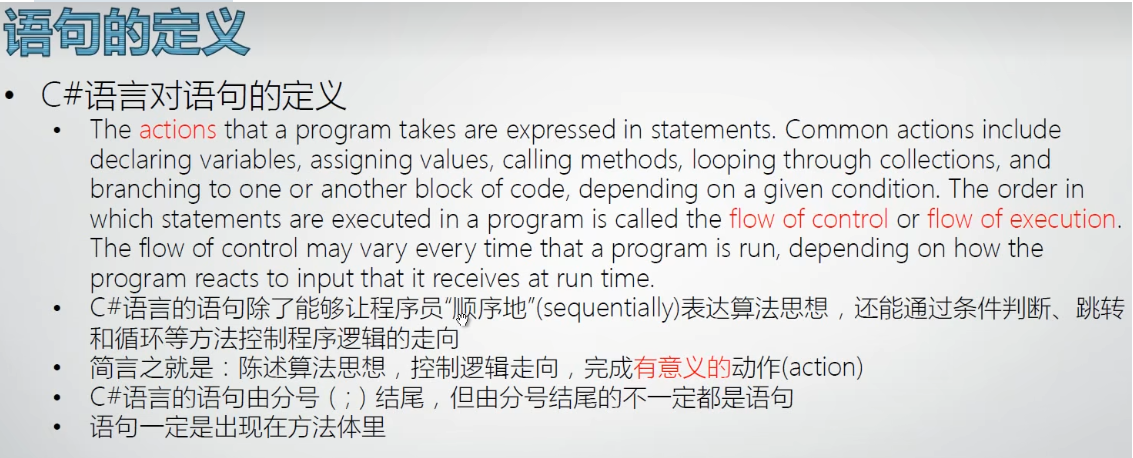 语句的定义
• C#语言对语句的定义
• The actions that a program takes are expressed in statements. Common actions include
declaring variables, assigning values, calling methods, looping through collections, and
branching to one or another block of code, depending on a given condition. The order in
which statements are executed in a program is called the flow of control or flow of execution.
The flow of control may vary every time that a program is run, depending on how the
program reacts to input that it receives at run time.
• C#语言的语句除了能够让程序员“顺序地”(sequentially)表达算法思想，还能通过条件判断、跳转
和循环等方法控制程序逻辑的走向
• 简言之就是：陈述算法思想，控制逻辑走向，完成有意义的动作(action)
• C#语言的语句由分号（;）结尾，但由分号结尾的不一定都是语句
• 语句一定是出现在方法体里